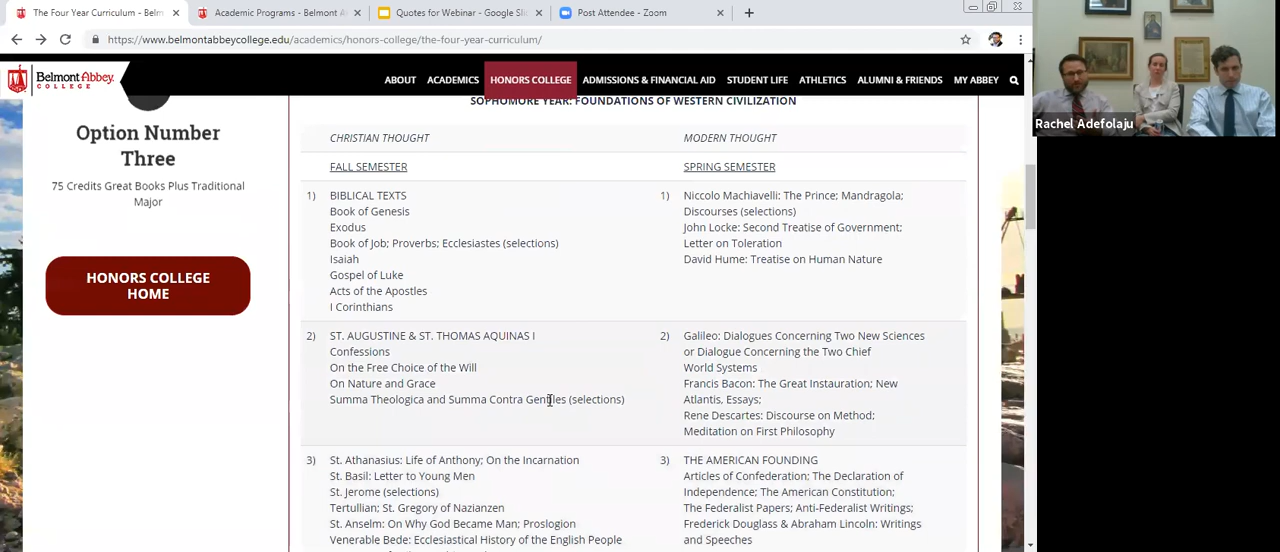 The Four Year Curriculum - Belm
Academic Programs - Belmont Ab
Quotes for Webinar - Google Slid
Post Attendee - Zoom
https://www.belmontabbeycollege.edu/academics/honors-college/the-four-year-curriculum/
Belmont Abbey
COLLEGE
ABOUT
ACADEMICS
HONORS COLLEGE
ADMISSIONS & FINANCIAL AID
STUDENT LIFE
ATHLETICS
ALUMNI & FRIENDS
MY ABBEY
Rachel Adefolaju
Option Number
Three
75 Credits Great Books Plus Traditional
Major
HONORS COLLEGE
HOME
SOPHOMORE YEAR: FOUNDATIONS OF WESTERN CIVILIZATION
CHRISTIAN THOUGHT
MODERN THOUGHT
FALL SEMESTER
SPRING SEMESTER
1) BIBLICAL TEXTS
Book of Genesis
Exodus
Book of Job; Proverbs; Ecclesiastes (selections)
Isaiah
Gospel of Luke
Acts of the Apostles
I Corinthians
1) Niccolo Machiavelli: The Prince; Mandragola;
Discourses (selections)
John Locke: Second Treatise of Government;
Letter on Toleration
David Hume: Treatise on Human Nature
2) ST. AUGUSTINE & ST. THOMAS AQUINAS I
Confessions
On the Free Choice of the Will
On Nature and Grace
Summa Theologica and Summa Contra Gentiles (selections)
2) Galileo: Dialogues Concerning Two New Sciences
or Dialogue Concerning the Two Chief
World Systems
Francis Bacon: The Great Instauration; New
Atlantis, Essays;
Rene Descartes: Discourse on Method;
Meditation on First Philosophy
3) St. Athanasius: Life of Anthony; On the Incarnation
St. Basil: Letter to Young Men
St. Jerome (selections)
Tertullian; St. Gregory of Nazianzen
St. Anselm: On Why God Became Man; Proslogion
Venerable Bede: Ecclesiastical History of the English People
3) THE AMERICAN FOUNDING
Articles of Confederation; The Declaration of
Independence; The American Constitution;
The Federalist Papers; Anti-Federalist Writings;
Frederick Douglass & Abraham Lincoln: Writings
and Speeches